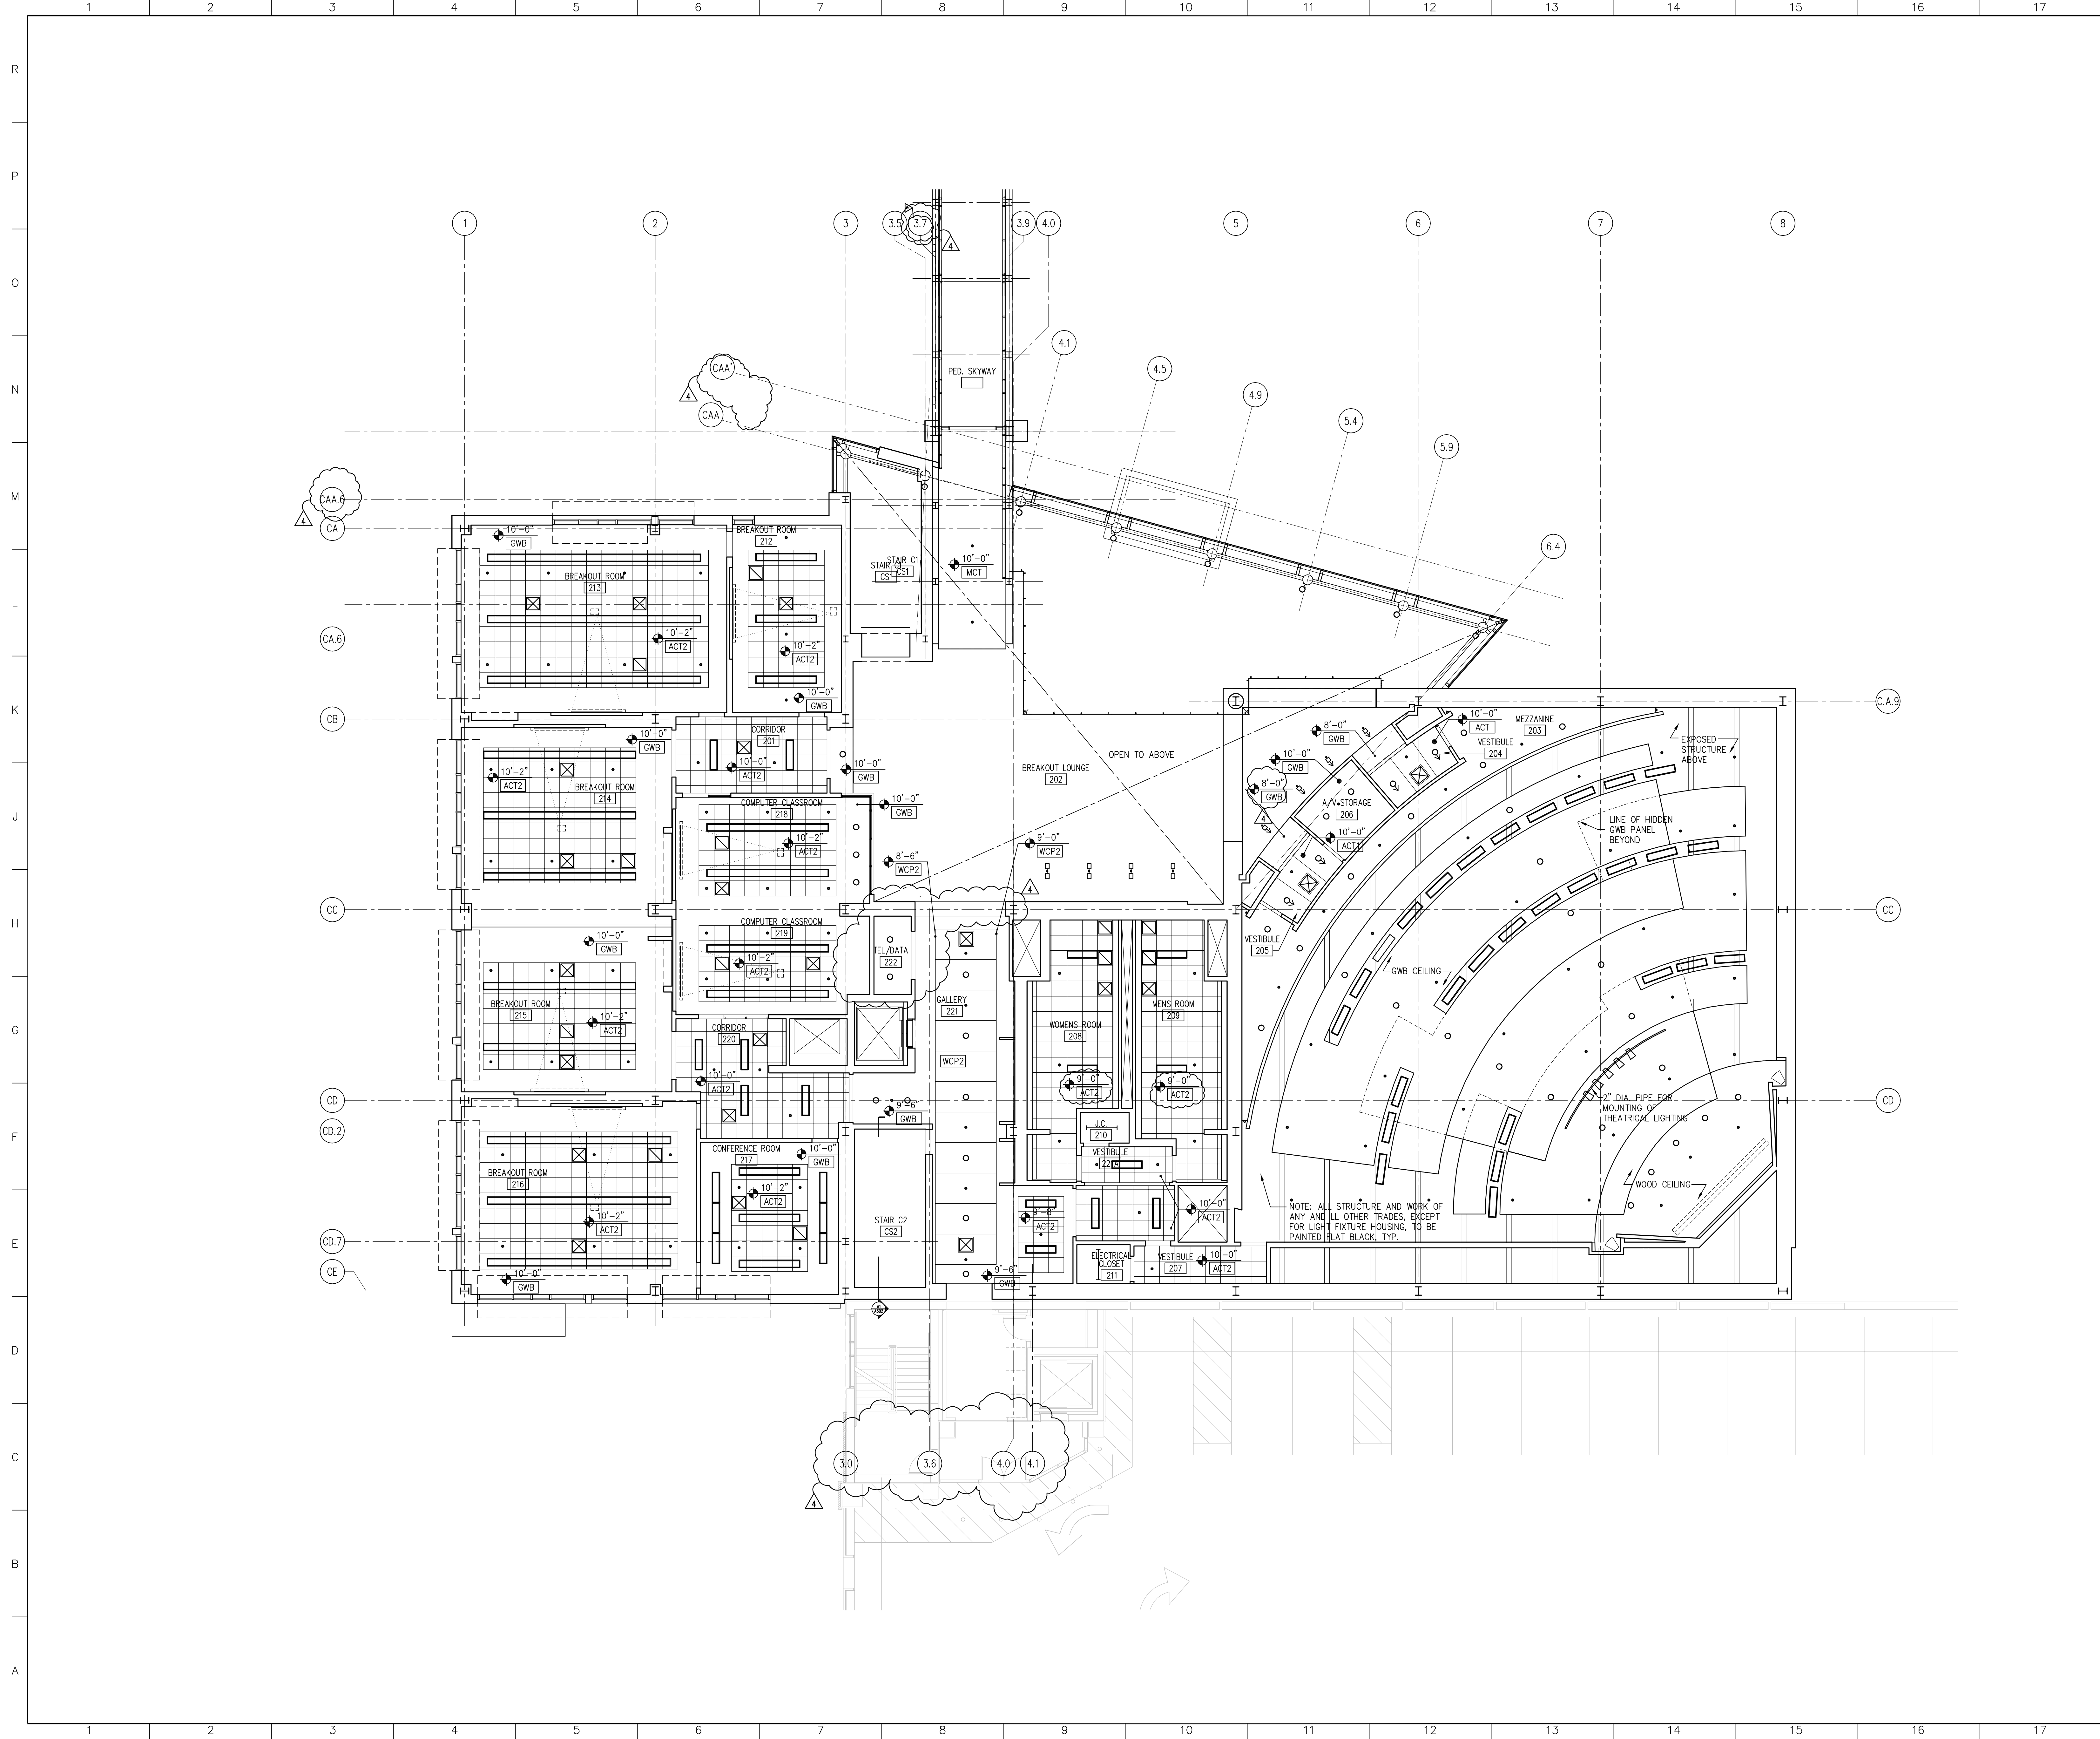 1 2 3 4 5 6 7 8 9 10 11 12 13 14 15 16 17
R
P
O
N
M
L
K
J
H
G
F
E
D
C
B
A
1 2 3 3.5 3.7 3.9 4.0 5 6 7 8
4
4.1
4.5
4.9
5.4
5.9
6.4
CAA'
4
CAA
PED. SKYWAY
CAA.6
4
CA
CA.6
CB
CC
CD
CD.2
CD.7
CE
C.A.9
CC
CD
10'-0"
GWB
BREAKOUT ROOM
213
10'-2"
ACT2
BREAKOUT ROOM
212
10'-2"
ACT2
10'-0"
GWB
STAIR C1
CS1
STAIR C1
CS1
10'-0"
MCT
10'-0"
GWB
10'-2"
ACT2
BREAKOUT ROOM
214
CORRIDOR
201
10'-0"
ACT2
10'-0"
GWB
COMPUTER CLASSROOM
218
10'-2"
ACT2
10'-0"
GWB
8'-6"
WCP2
9'-0"
WCP2
4
BREAKOUT LOUNGE
202
OPEN TO ABOVE
8'-0"
GWB
10'-0"
GWB
8'-0"
GWB
4
A/V STORAGE
206
10'-0"
ACT1
10'-0"
ACT
MEZZANINE
203
VESTIBULE
204
EXPOSED
STRUCTURE
ABOVE
LINE OF HIDDEN
GWB PANEL
BEYOND
VESTIBULE
205
GWB CEILING
10'-0"
GWB
BREAKOUT ROOM
215
10'-2"
ACT2
COMPUTER CLASSROOM
219
10'-2"
ACT2
TEL/DATA
222
GALLERY
221
WCP2
CORRIDOR
220
10'-0"
ACT2
9'-6"
GWB
WOMENS ROOM
208
9'-0"
ACT2
MENS ROOM
209
9'-0"
ACT2
J.C.
210
VESTIBULE
2" DIA. PIPE FOR
MOUNTING OF
THEATRICAL LIGHTING
WOOD CEILING
BREAKOUT ROOM
216
10'-2"
ACT2
10'-0"
GWB
CONFERENCE ROOM
217
10'-0"
GWB
10'-2"
ACT2
STAIR C2
CS2
9'-6"
GWB
9'-8"
ACT2
10'-0"
ACT2
ELECTRICAL
CLOSET
211
VESTIBULE
207
10'-0"
ACT2
NOTE: ALL STRUCTURE AND WORK OF
ANY AND LL OTHER TRADES, EXCEPT
FOR LIGHT FIXTURE HOUSING, TO BE
PAINTED FLAT BLACK, TYP.
3.0 3.6 4.0 4.1
4
1 2 3 4 5 6 7 8 9 10 11 12 13 14 15 16 17